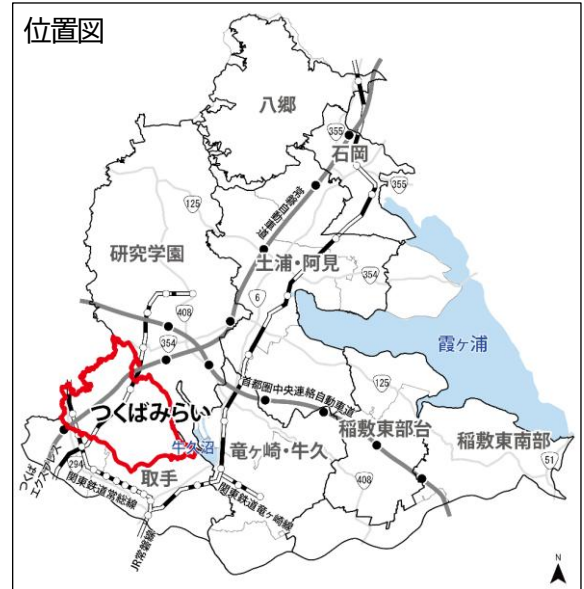 位置図
八郷
355
石岡
355
125
常磐自動車道
研究学園
土浦・阿見
354
6
408
霞ヶ浦
354
首都圏中央連絡自動車道
125
つくばみらい
稲敷東部台
稲敷東南部
牛久沼
竜ヶ崎・牛久
51
つくば
エクスプレス
294
取手
408
関東鉄道常総線
関東鉄道竜ヶ崎線
JR常磐線
N